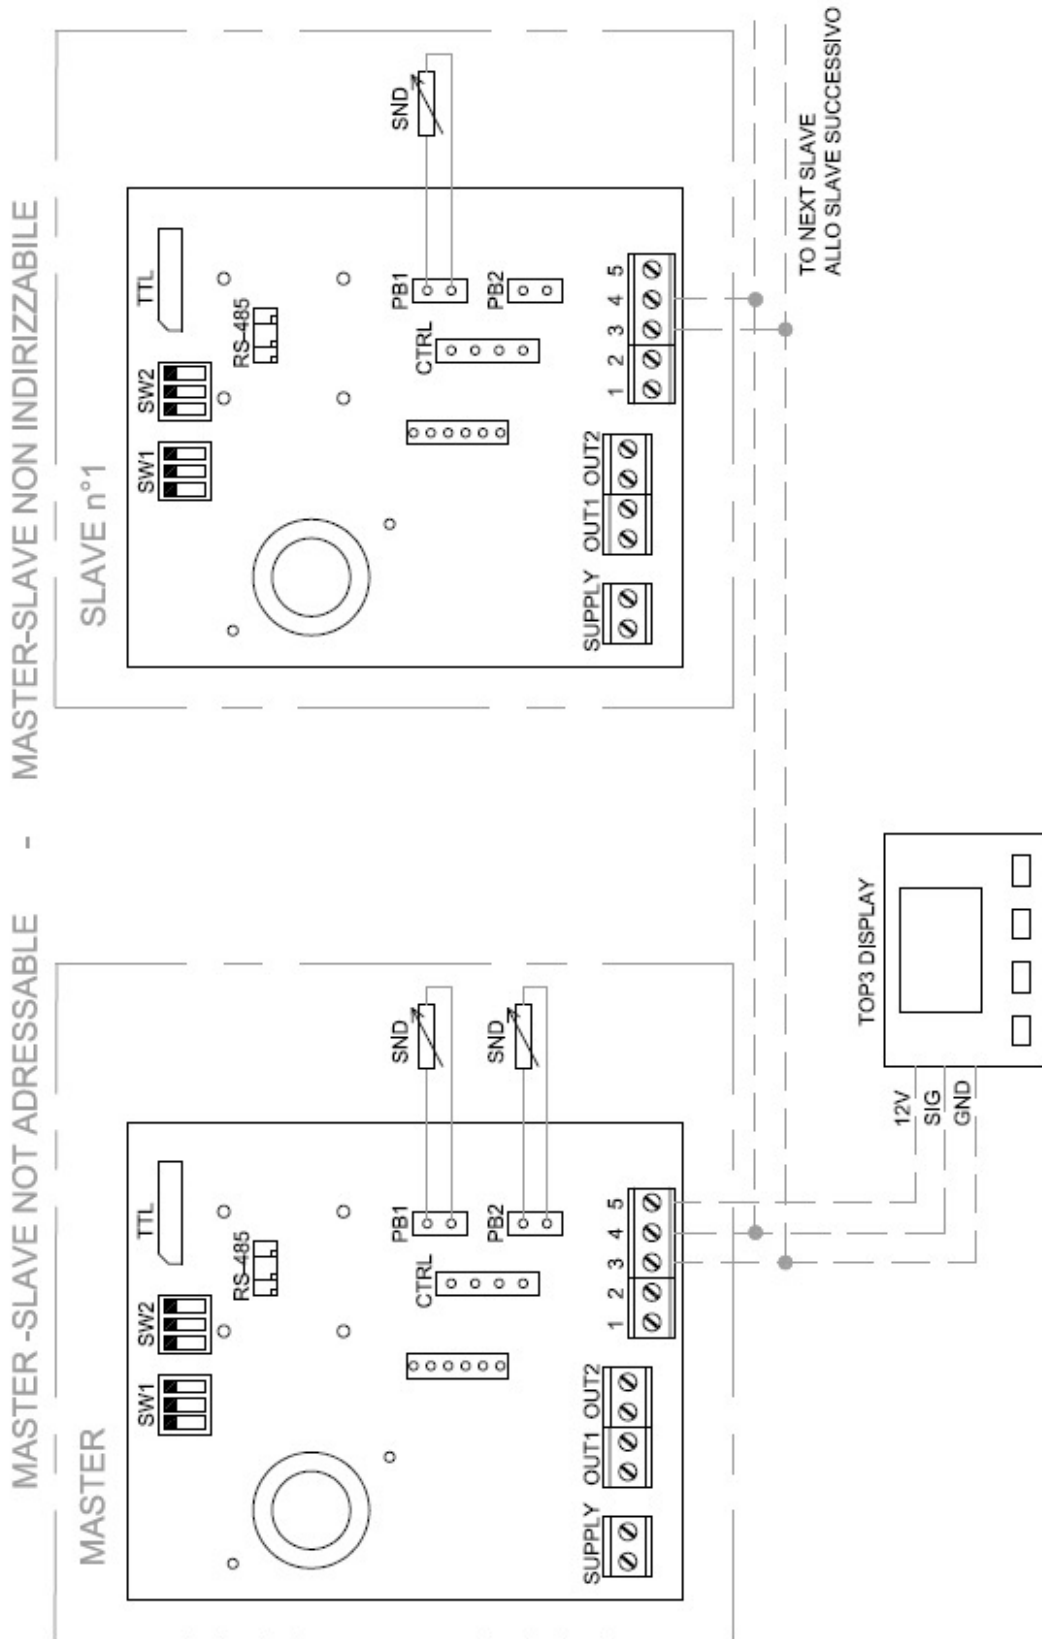 MASTER -SLAVE NOT ADRESSABLE - MASTER-SLAVE NON INDIRIZZABILE
MASTER
SW1
SW2
TTL
RS-485
PB1
SND
CTRL
PB2
SND
SUPPLY
OUT1
OUT2
1 2 3 4 5
SLAVE n°1
SW1
SW2
TTL
RS-485
PB1
SND
CTRL
PB2
SUPPLY
OUT1
OUT2
1 2 3 4 5
TO NEXT SLAVE
ALLO SLAVE SUCCESSIVO
TOP3 DISPLAY
12V
SIG
GND